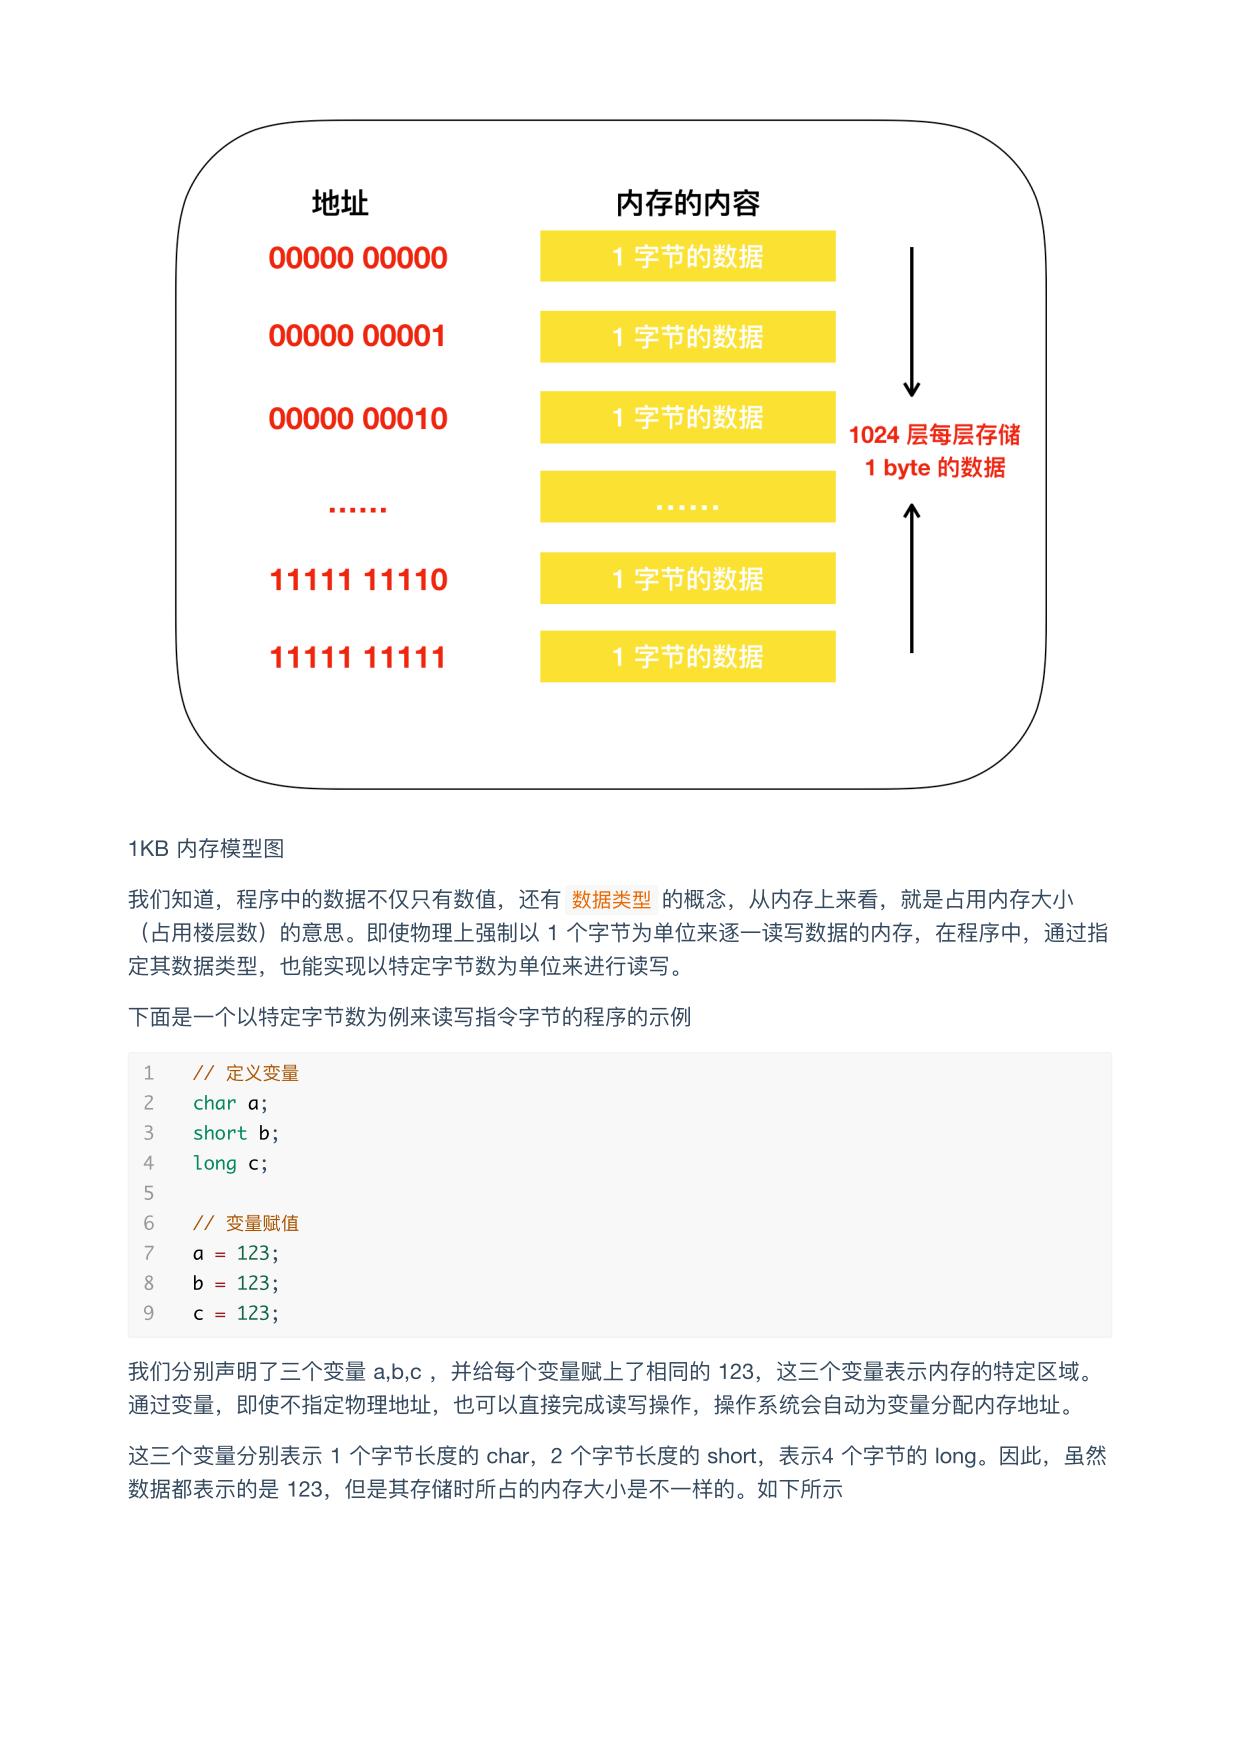 地址 内存的内容
00000 00000 1 字节的数据
00000 00001 1 字节的数据
00000 00010 1 字节的数据
1024 层每层存储
1 byte 的数据
...... ......
11111 11110 1 字节的数据
11111 11111 1 字节的数据
1KB 内存模型图
我们知道，程序中的数据不仅只有数值，还有 数据类型 的概念，从内存上来看，就是占用内存大小
（占用楼层数）的意思。即使物理上强制以 1 个字节为单位来逐一读写数据的内存，在程序中，通过指
定其数据类型，也能实现以特定字节数为单位来进行读写。
下面是一个以特定字节数为例来读写指令字节的程序的示例
1 // 定义变量
2 char a;
3 short b;
4 long c;
5
6 // 变量赋值
7 a = 123;
8 b = 123;
9 c = 123;
我们分别声明了三个变量 a,b,c ，并给每个变量赋上了相同的 123，这三个变量表示内存的特定区域。
通过变量，即使不指定物理地址，也可以直接完成读写操作，操作系统会自动为变量分配内存地址。
这三个变量分别表示 1 个字节长度的 char，2 个字节长度的 short，表示4 个字节的 long。因此，虽然
数据都表示的是 123，但是其存储时所占的内存大小是不一样的。如下所示